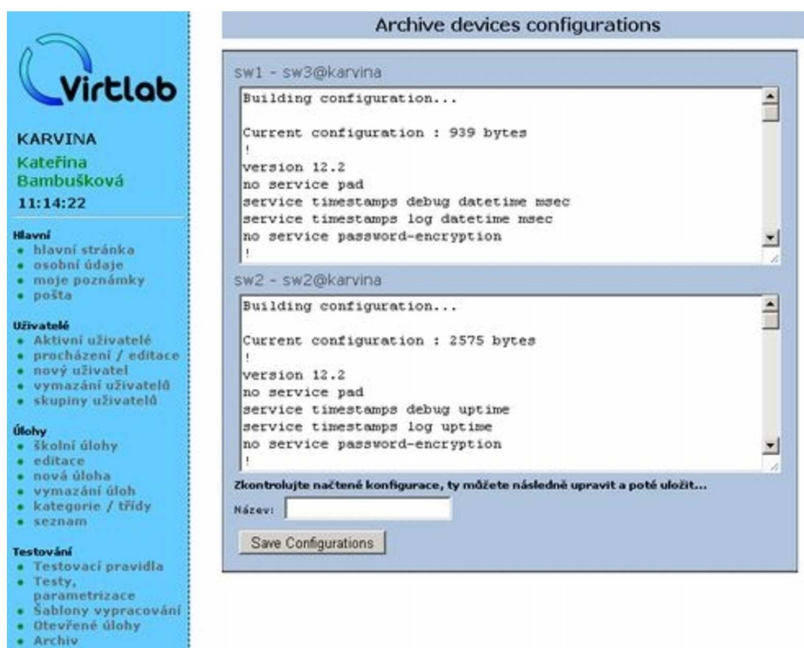 Virtlab
KARVINA
Kateřina
Bambušková
11:14:22
Hlavní
hlavní stránka
osobní údaje
moje poznámky
pošta
Uživatelé
Aktivní uživatelé
procházení / editace
nový uživatel
vymazání uživatelů
skupiny uživatelů
Úlohy
školní úlohy
editace
nová úloha
vymazání úloh
kategorie / třídy
seznam
Testování
Testovací pravidla
Testy,
parametrizace
Šablony vypracování
Otevřené úlohy
Archiv
Archive devices configurations
sw1 - sw3@karvina
Building configuration...
Current configuration : 939 bytes
!
version 12.2
no service pad
service timestamps debug datetime msec
service timestamps log datetime msec
no service password-encryption
!
sw2 - sw2@karvina
Building configuration...
Current configuration : 2575 bytes
!
version 12.2
no service pad
service timestamps debug uptime
service timestamps log uptime
no service password-encryption
!
Zkontrolujte načtené konfigurace, ty můžete následně upravit a poté uložit...
Název:
Save Configurations